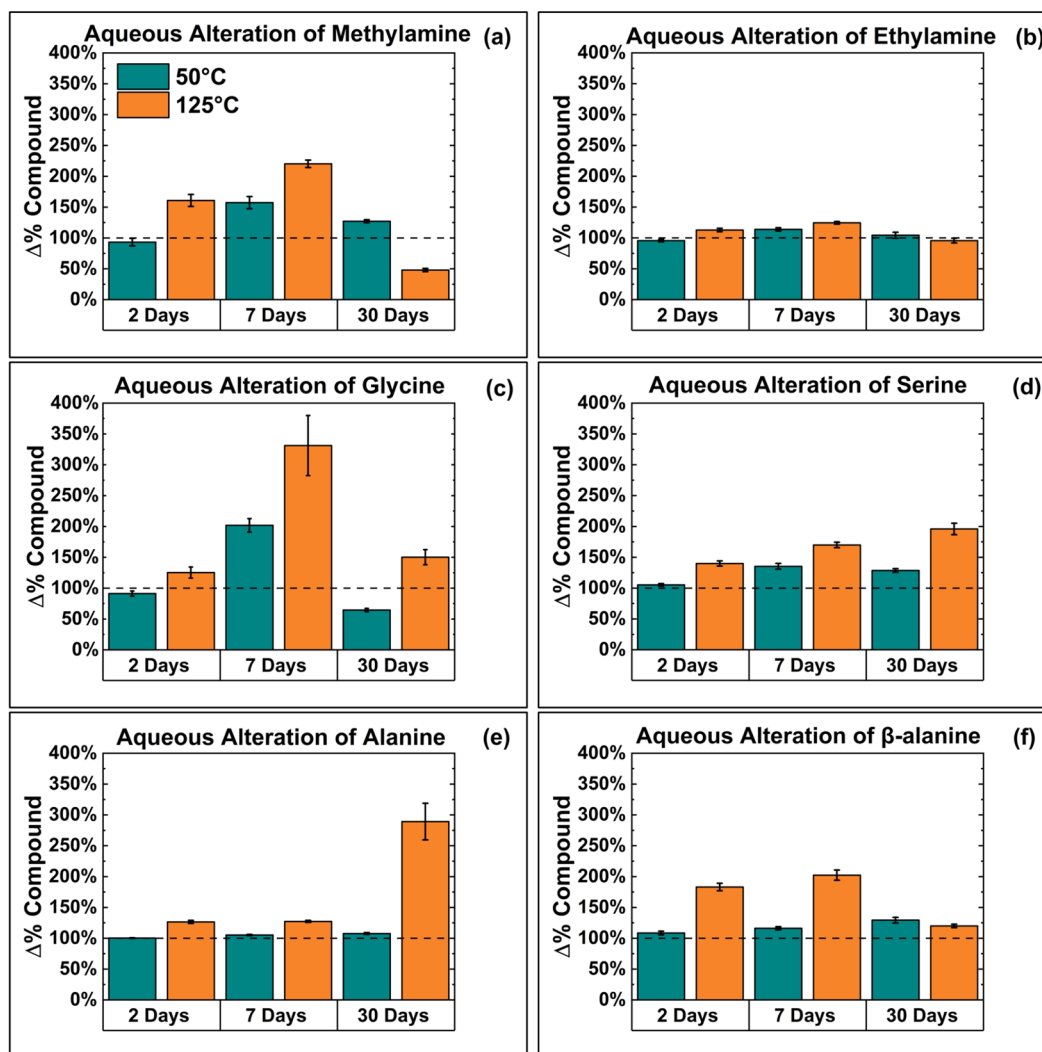 Aqueous Alteration of Methylamine (a)
400%
350%
300%
250%
200%
150%
100%
50%
0%
Δ% Compound
50°C
125°C
2 Days 7 Days 30 Days
Aqueous Alteration of Ethylamine (b)
400%
350%
300%
250%
200%
150%
100%
50%
0%
Δ% Compound
2 Days 7 Days 30 Days
Aqueous Alteration of Glycine (c)
400%
350%
300%
250%
200%
150%
100%
50%
0%
Δ% Compound
2 Days 7 Days 30 Days
Aqueous Alteration of Serine (d)
400%
350%
300%
250%
200%
150%
100%
50%
0%
Δ% Compound
2 Days 7 Days 30 Days
Aqueous Alteration of Alanine (e)
400%
350%
300%
250%
200%
150%
100%
50%
0%
Δ% Compound
2 Days 7 Days 30 Days
Aqueous Alteration of β-alanine (f)
400%
350%
300%
250%
200%
150%
100%
50%
0%
Δ% Compound
2 Days 7 Days 30 Days